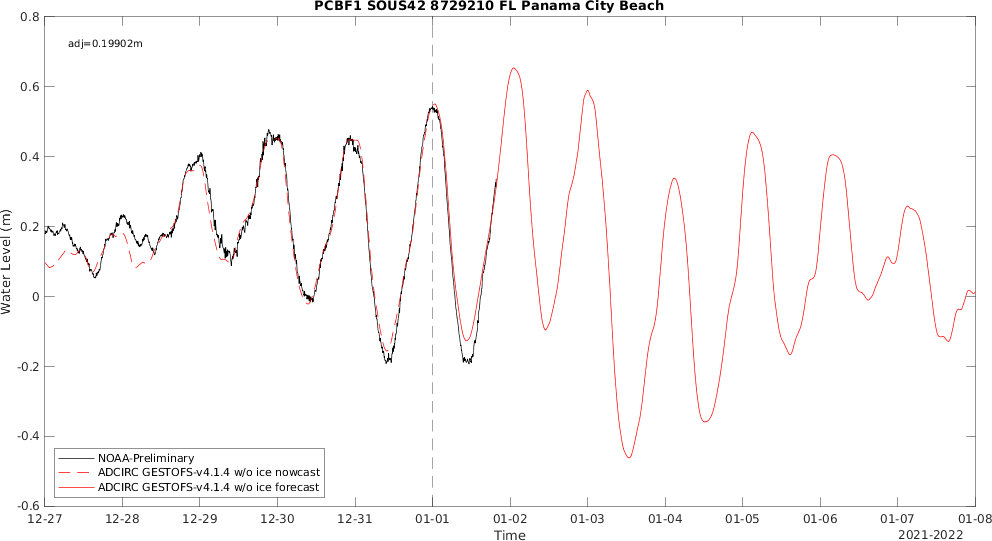 PCBF1 SOUS42 8729210 FL Panama City Beach
adj=0.19902m
0.8
0.6
0.4
0.2
0
-0.2
-0.4
-0.6
Water Level (m)
NOAA-Preliminary
ADCIRC GESTOFS-v4.1.4 w/o ice nowcast
ADCIRC GESTOFS-v4.1.4 w/o ice forecast
12-27 12-28 12-29 12-30 12-31 01-01 01-02 01-03 01-04 01-05 01-06 01-07 01-08
Time
2021-2022